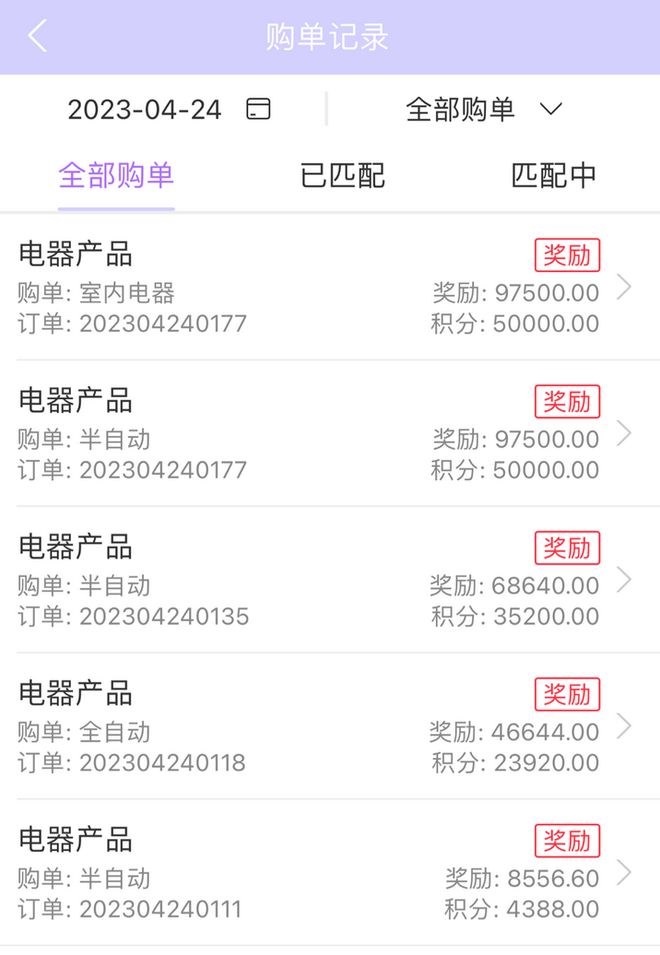 购单记录
2023-04-24 全部购单
全部购单 已匹配 匹配中
电器产品 奖励
购单: 室内电器 奖励: 97500.00
订单: 202304240177 积分: 50000.00
电器产品 奖励
购单: 半自动 奖励: 97500.00
订单: 202304240177 积分: 50000.00
电器产品 奖励
购单: 半自动 奖励: 68640.00
订单: 202304240135 积分: 35200.00
电器产品 奖励
购单: 全自动 奖励: 46644.00
订单: 202304240118 积分: 23920.00
电器产品 奖励
购单: 半自动 奖励: 8556.60
订单: 202304240111 积分: 4388.00